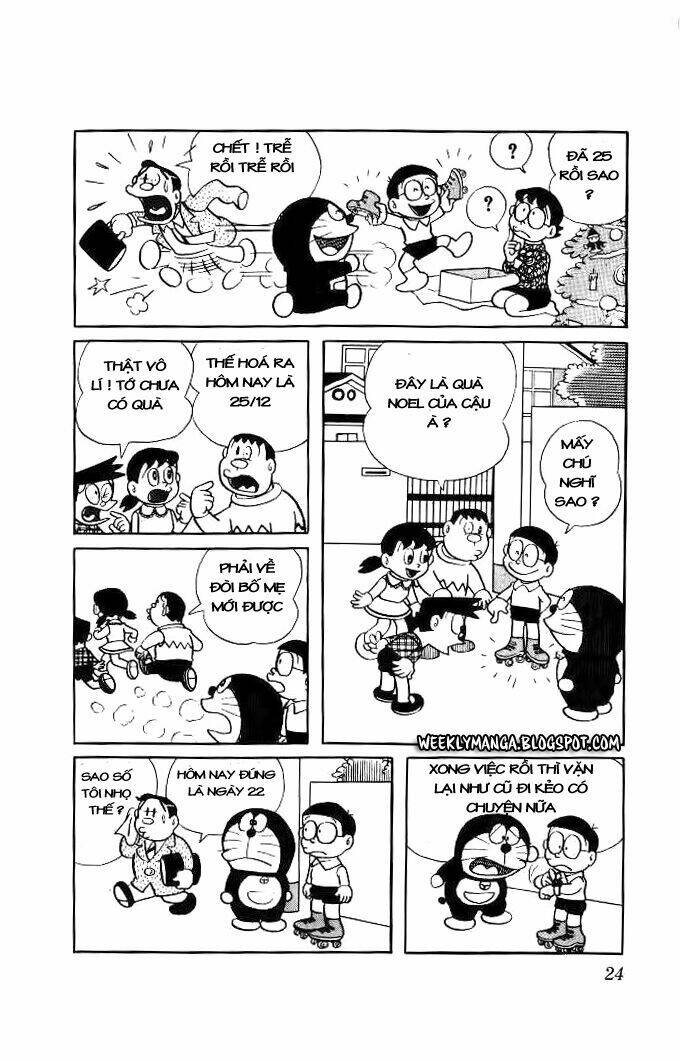 CHẾT ! TRỄ
RỒI TRỄ RỒI
?
?
ĐÃ 25
RỒI SAO
?
THẬT VÔ
LÍ ! TỚ CHƯA
CÓ QUÀ
THẾ HOÁ RA
HÔM NAY LÀ
25/12
ĐÂY LÀ QUÀ
NOEL CỦA CẬU
À ?
MẤY
CHÚ
NGHĨ
SAO ?
PHẢI VỀ
ĐÒI BỐ MẸ
MỚI ĐƯỢC
WEEKLYMANGA.BLOGSPOT.COM
SAO SỐ
TÔI NHỌ
THẾ ?
HÔM NAY ĐÚNG
LÀ NGÀY 22
XONG VIỆC RỒI THÌ VẶN
LẠI NHƯ CŨ ĐI KẺO CÓ
CHUYỆN NỮA
24